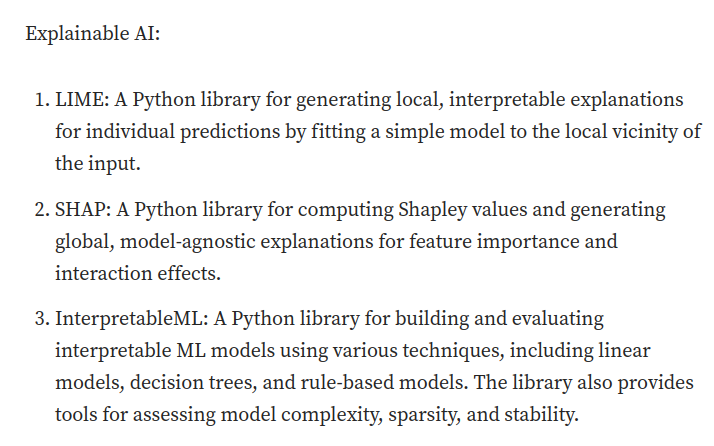 Explainable AI:
1. LIME: A Python library for generating local, interpretable explanations
for individual predictions by fitting a simple model to the local vicinity of
the input.
2. SHAP: A Python library for computing Shapley values and generating
global, model-agnostic explanations for feature importance and
interaction effects.
3. InterpretableML: A Python library for building and evaluating
interpretable ML models using various techniques, including linear
models, decision trees, and rule-based models. The library also provides
tools for assessing model complexity, sparsity, and stability.